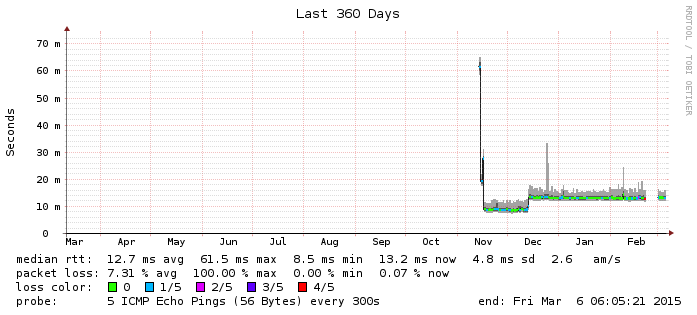 Last 360 Days
RRDTOOL / TOBI OETIKER
Seconds
70 m
60 m
50 m
40 m
30 m
20 m
10 m
0
Mar Apr May Jun Jul Aug Sep Oct Nov Dec Jan Feb
median rtt: 12.7 ms avg 61.5 ms max 8.5 ms min 13.2 ms now 4.8 ms sd 2.6 am/s
packet loss: 7.31 % avg 100.00 % max 0.00 % min 0.07 % now
loss color: 0 1/5 2/5 3/5 4/5
probe: 5 ICMP Echo Pings (56 Bytes) every 300s end: Fri Mar 6 06:05:21 2015